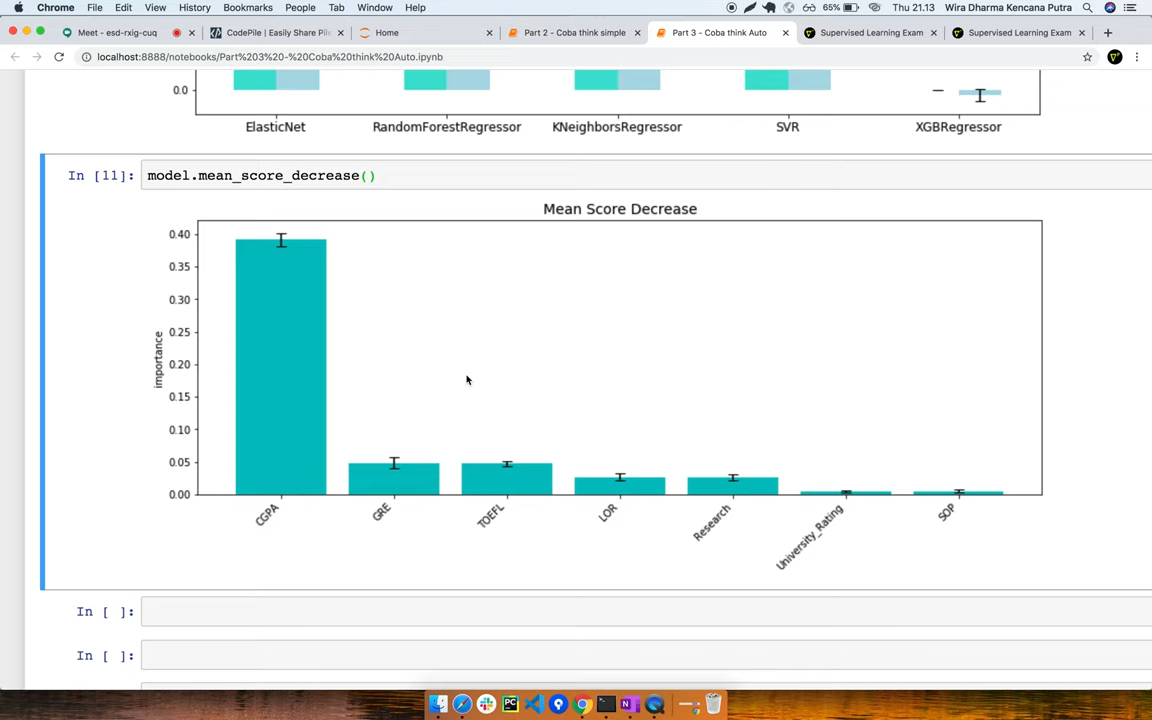 Chrome File Edit View History Bookmarks People Tab Window Help 65% Thu 21.13 Wira Dharma Kencana Putra
Meet - esd-rxig-cuq CodePile | Easily Share Pile Home Part 2 - Coba think simple Part 3 - Coba think Auto Supervised Learning Exam Supervised Learning Exam
localhost:8888/notebooks/Part%203%20-%20Coba%20think%20Auto.ipynb
0.0
ElasticNet RandomForestRegressor KNeighborsRegressor SVR XGBRegressor
In [11]: model.mean_score_decrease()
Mean Score Decrease
0.40
0.35
0.30
0.25
0.20
0.15
0.10
0.05
0.00
importance
CGPA GRE TOEFL LOR Research University_Rating SOP
In [ ]:
In [ ]: